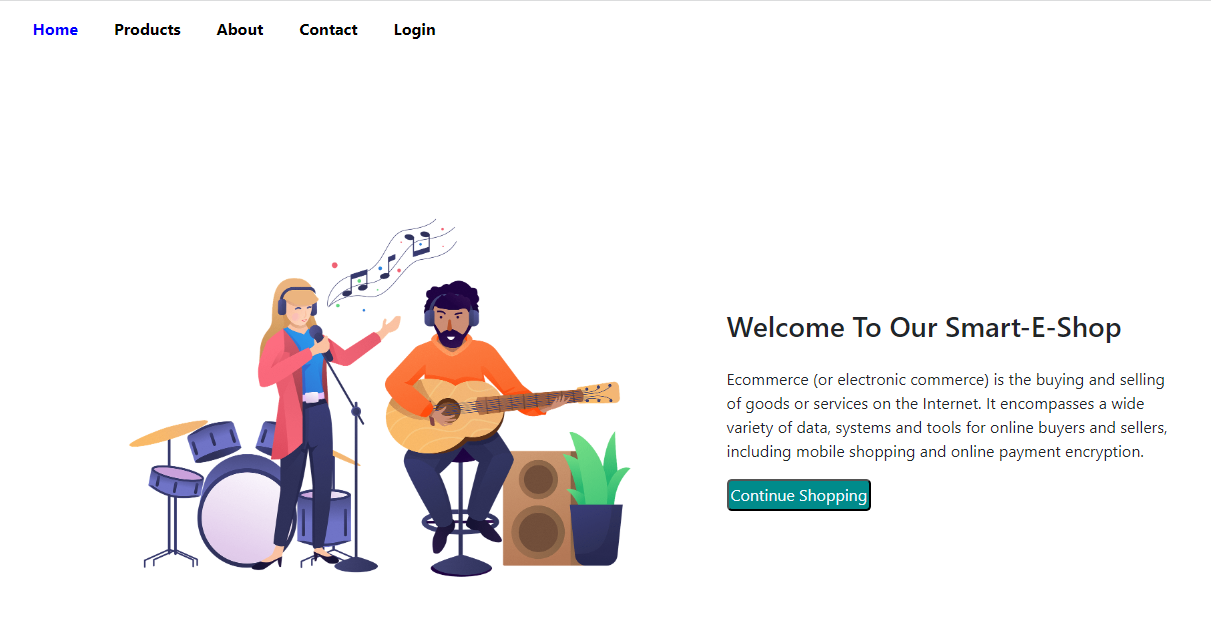 Home Products About Contact Login
Welcome To Our Smart-E-Shop
Ecommerce (or electronic commerce) is the buying and selling
of goods or services on the Internet. It encompasses a wide
variety of data, systems and tools for online buyers and sellers,
including mobile shopping and online payment encryption.
Continue Shopping